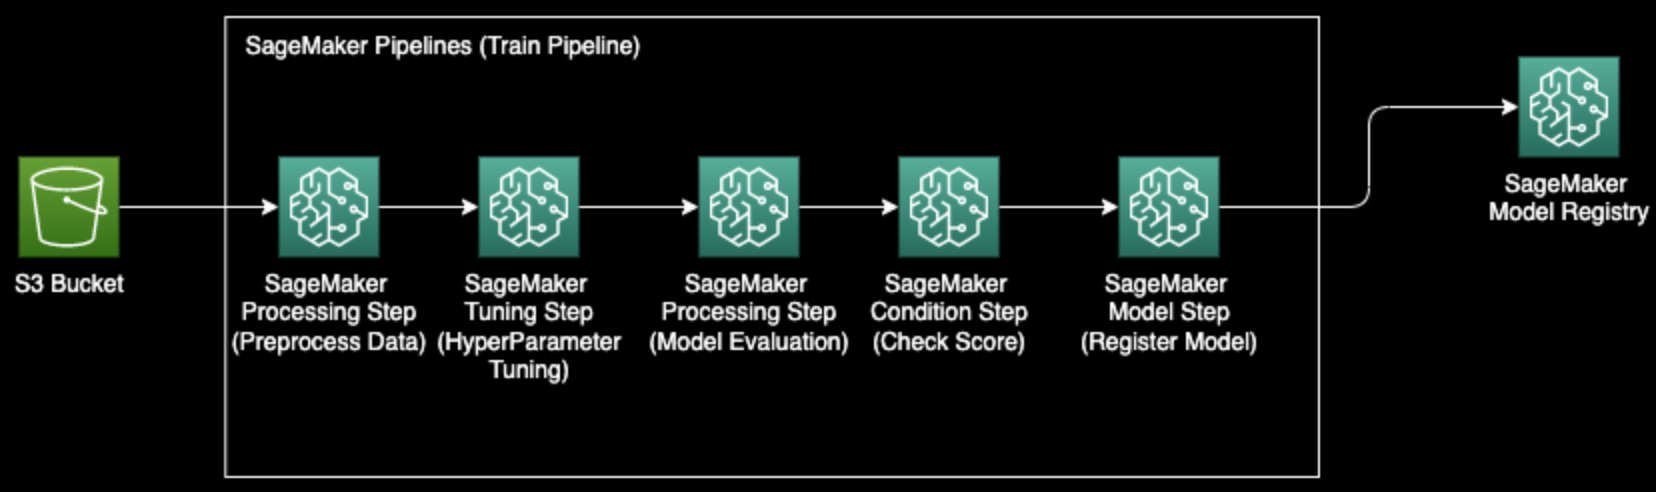 SageMaker Pipelines (Train Pipeline)
S3 Bucket
SageMaker
Processing Step
(Preprocess Data)
SageMaker
Tuning Step
(HyperParameter
Tuning)
SageMaker
Processing Step
(Model Evaluation)
SageMaker
Condition Step
(Check Score)
SageMaker
Model Step
(Register Model)
SageMaker
Model Registry